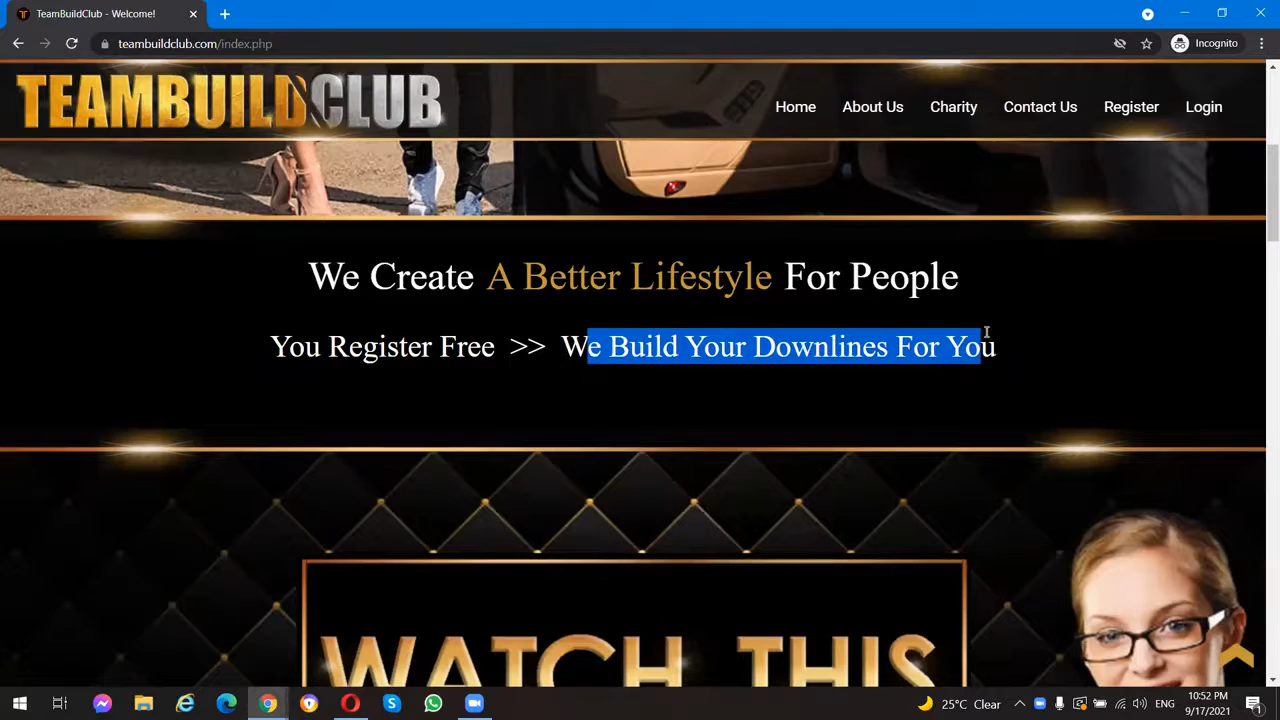 TeamBuildClub - Welcome!
teambuildclub.com/index.php
Incognito
TEAMBUILDCLUB
Home
About Us
Charity
Contact Us
Register
Login
We Create A Better Lifestyle For People
You Register Free >> We Build Your Downlines For You
WATCH THIS
25°C Clear
ENG
10:52 PM
9/17/2021